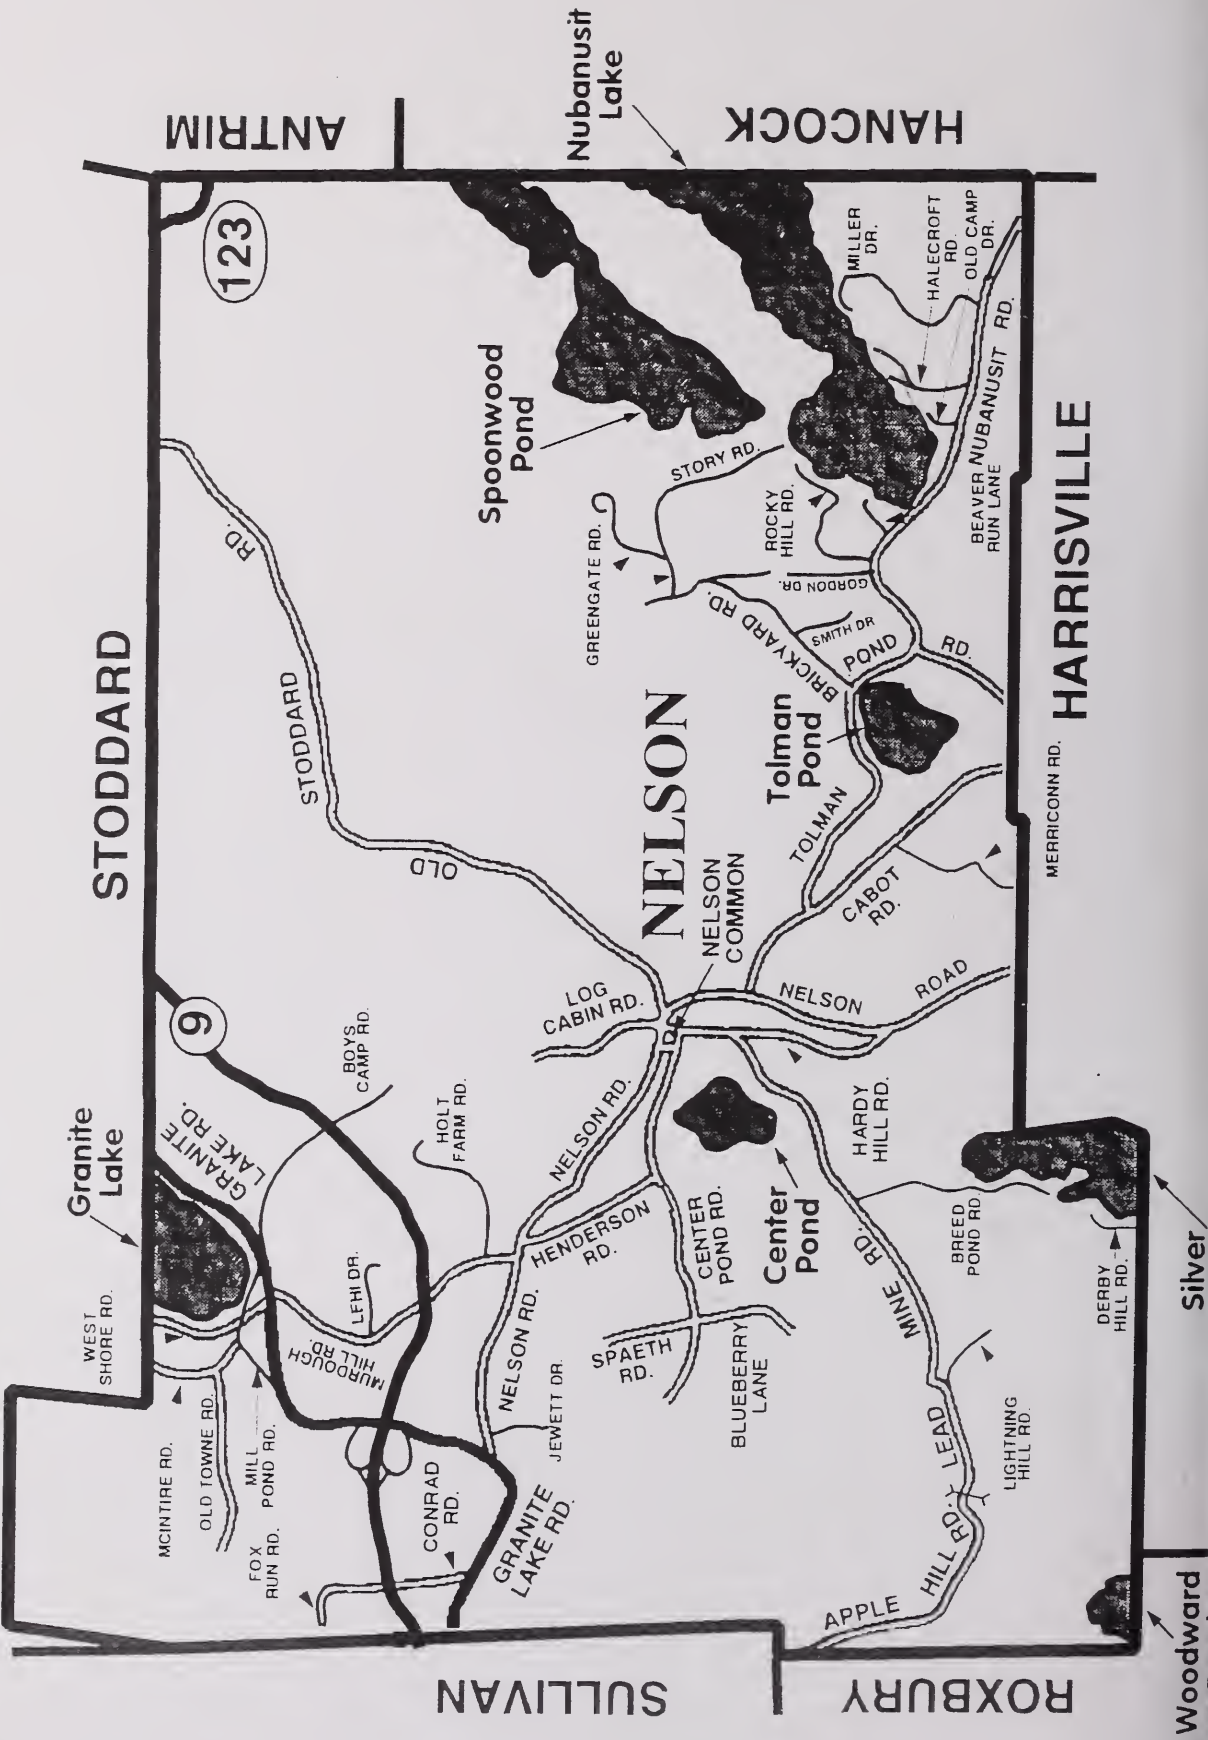 STODDARD
ANTRIM
HANCOCK
HARRISVILLE
SULLIVAN
ROXBURY
NELSON
123
9
Granite
Lake
GRANITE
LAKE RD.
WEST
SHORE RD.
MCINTIRE RD.
OLD TOWNE RD.
MILL
POND RD.
FOX
RUN RD.
MURDOUGH
HILL RD.
LEHI DR.
BOYS
CAMP RD.
HOLT
FARM RD.
CONRAD
RD.
GRANITE
LAKE RD.
JEWETT DR.
NELSON RD.
NELSON RD.
HENDERSON
RD.
LOG
CABIN RD.
OLD
STODDARD
RD.
NELSON
COMMON
CENTER
POND RD.
SPAETH
RD.
BLUEBERRY
LANE
Center
Pond
Spoonwood
Pond
Nubanusit
Lake
STORY RD.
GREENGATE RD.
ROCKY
HILL RD.
GORDON DR.
BRICKYARD RD.
SMITH DR
Tolman
Pond
TOLMAN
POND
RD.
MILLER
DR.
HALECROFT
RD.
OLD CAMP
DR.
NUBANUSIT RD.
BEAVER
RUN LANE
CABOT
RD.
MERRICONN RD.
NELSON
ROAD
HARDY
HILL RD.
BREED
POND RD.
DERBY
HILL RD.
LEAD
MINE RD.
LIGHTNING
HILL RD.
APPLE
HILL RD.
Silver
Woodward